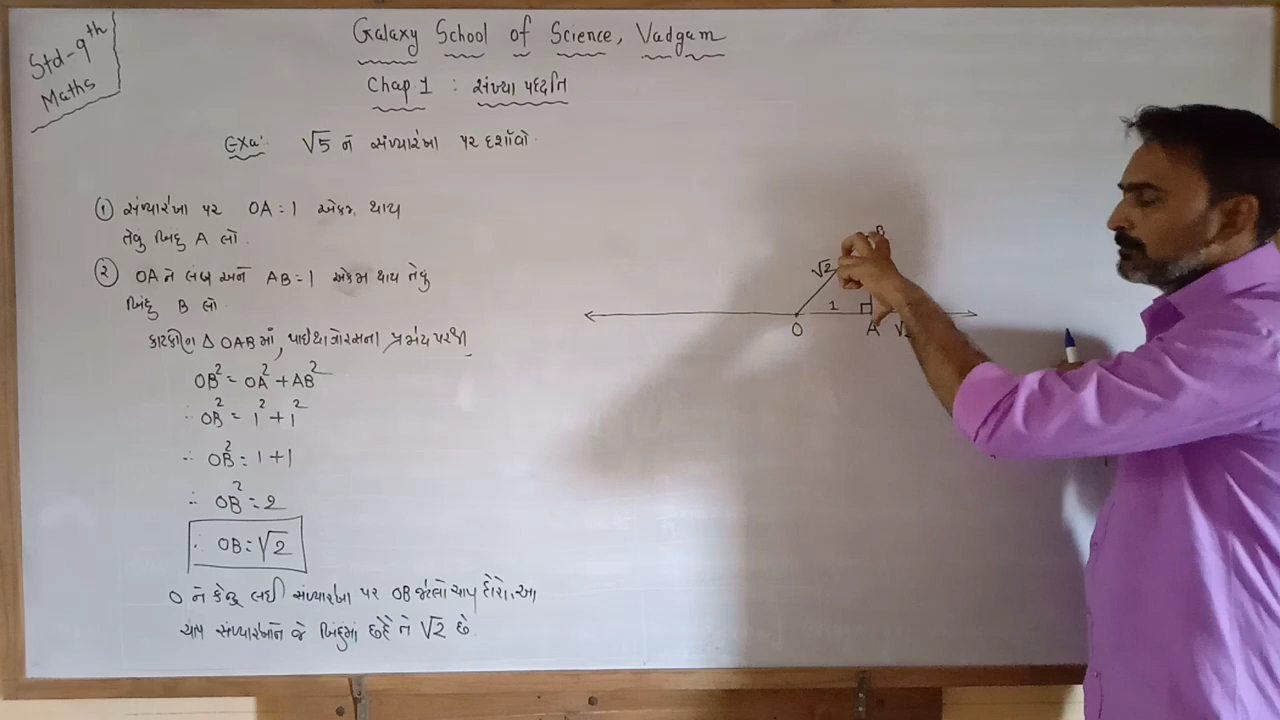 Std-9th
Maths
Galaxy School of Science, Vadgam
Chap 1 : સંખ્યા પધ્દતિ
Exa: √5 ને સંખ્યારેખા પર દર્શાવો.
① સંખ્યારેખા પર OA = 1 એકમ થાય
તેવુ બિંદુ A લો.
② OA ને લંબ અને AB = 1 એકમ થાય તેવુ
બિંદુ B લો.
કાટકોણ Δ OAB માં, પાઈથાગોરસના પ્રમેય પરથી
OB² = OA² + AB²
∴ OB² = 1² + 1²
∴ OB² = 1 + 1
∴ OB² = 2
∴ OB = √2
O ને કેન્દ્ર લઈ સંખ્યારેખા પર OB જેટલો ચાપ દોરો. આ
ચાપ સંખ્યારેખાને જે બિંદુમાં છેદે તે √2 છે.
B
√2
1
O A